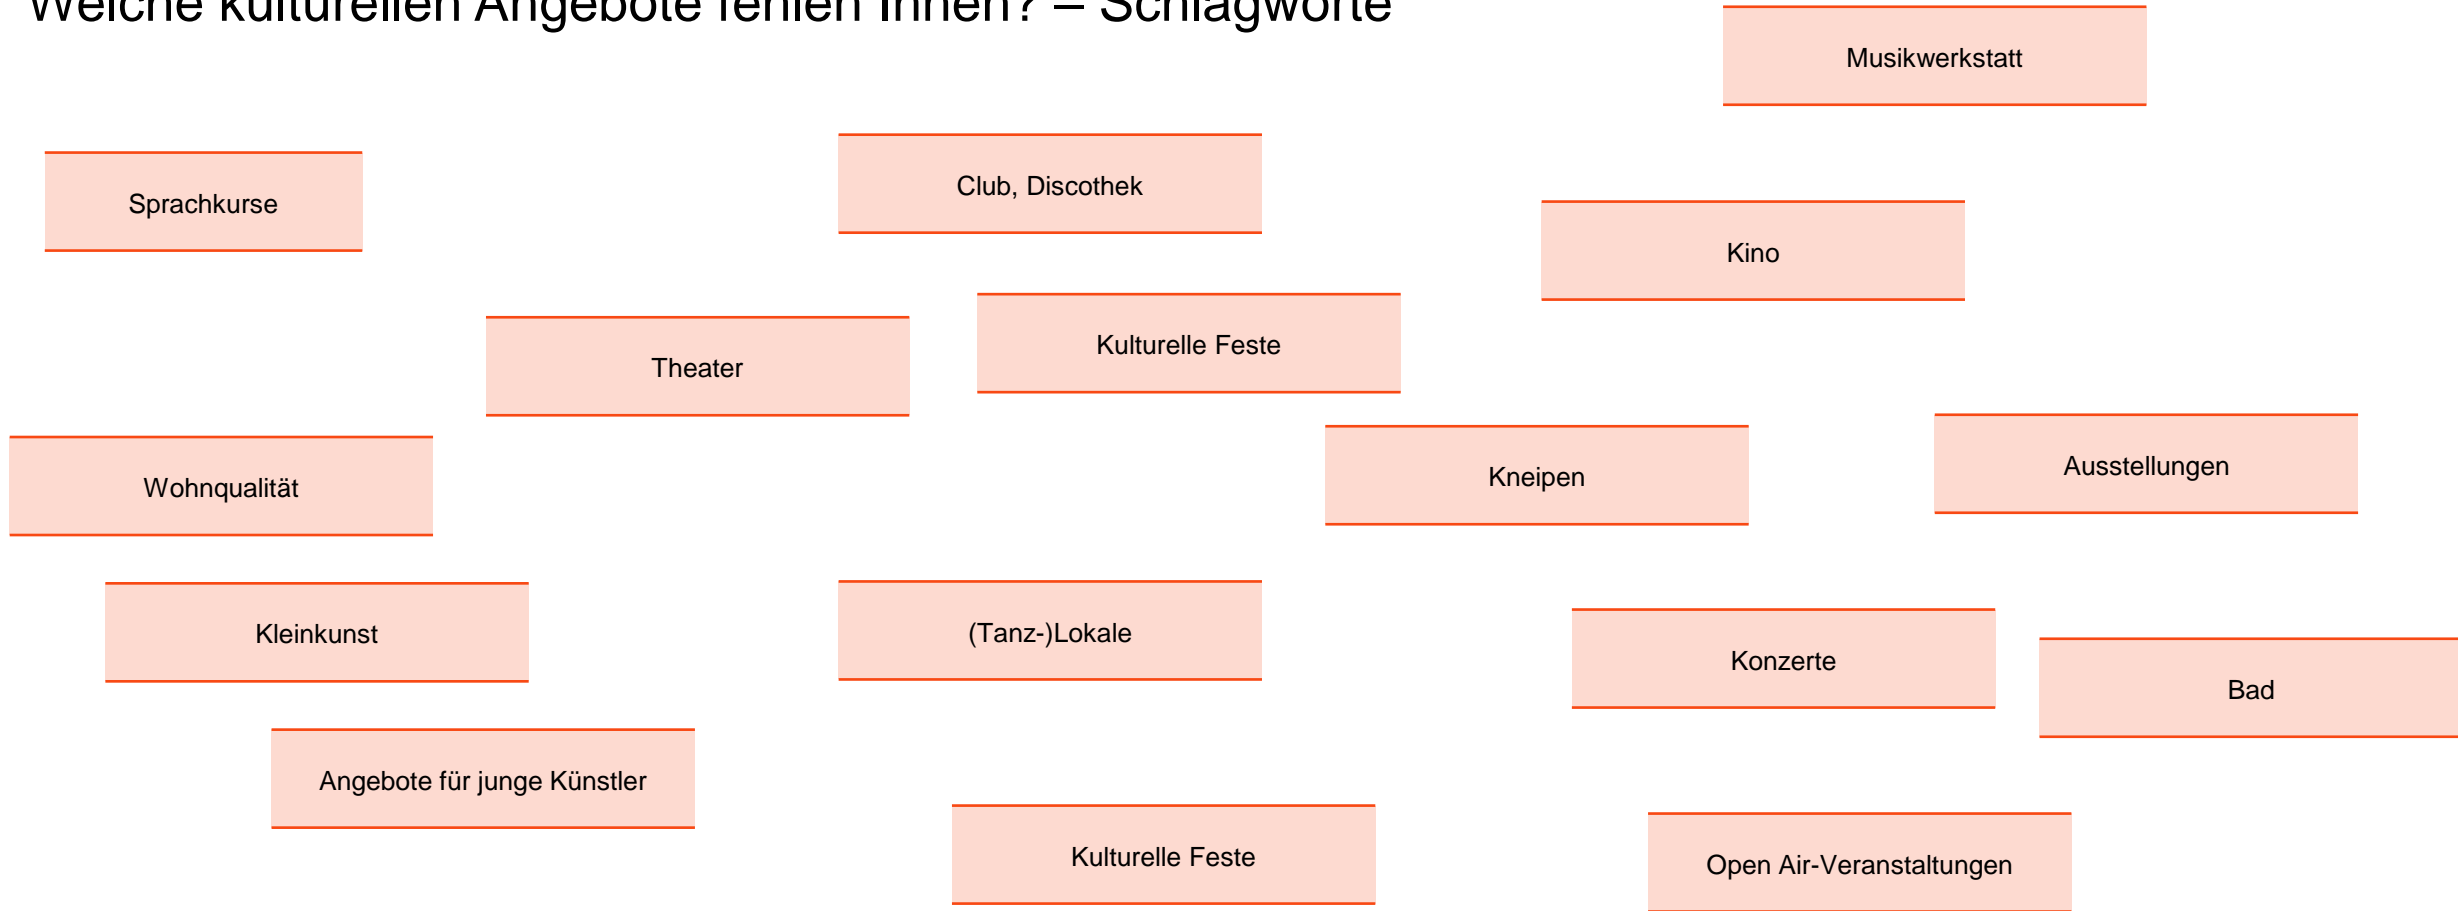 Welche kulturellen Angebote fehlen Ihnen? – Schlagworte
Musikwerkstatt
Club, Discothek
Sprachkurse
Kino
Kulturelle Feste
Theater
Ausstellungen
Kneipen
Wohnqualität
(Tanz-)Lokale
Kleinkunst
Konzerte
Bad
Angebote für junge Künstler
Kulturelle Feste
Open Air-Veranstaltungen